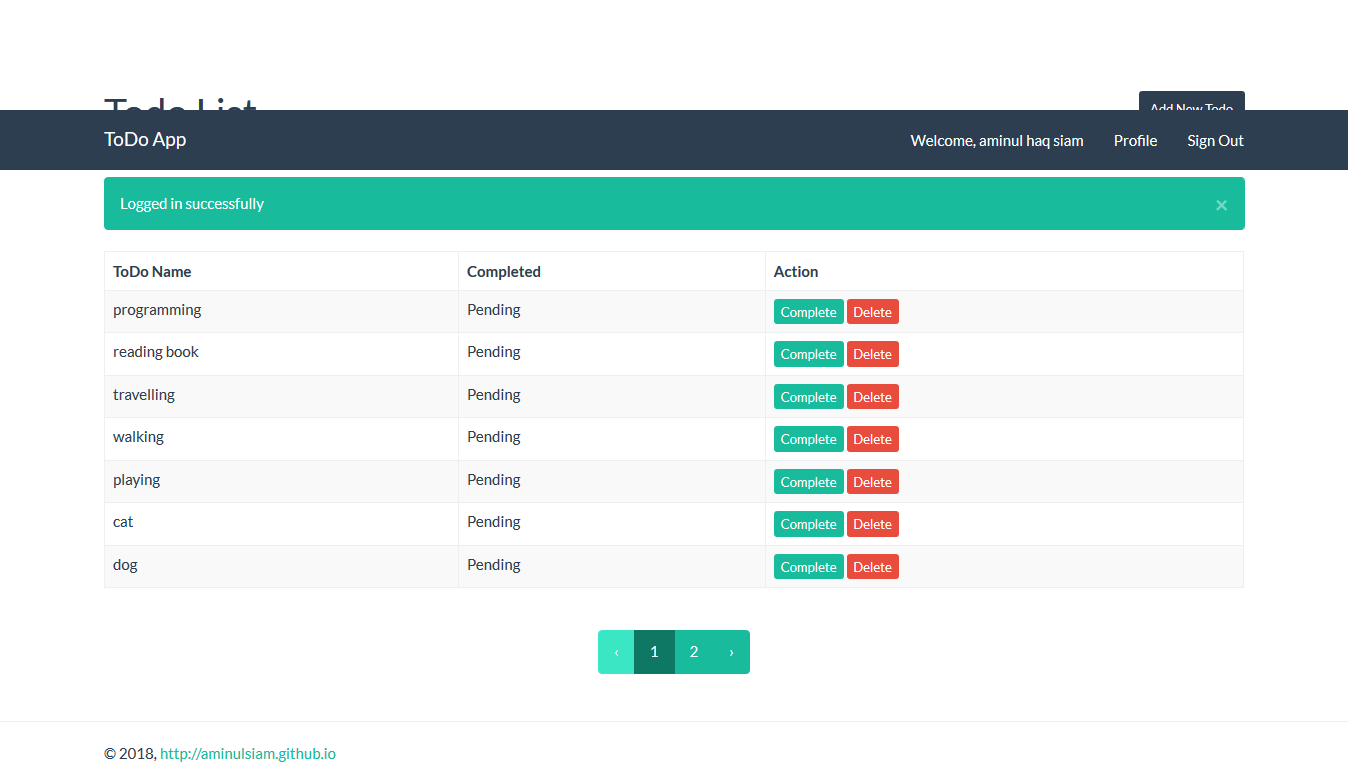 Todo List Add New Todo
ToDo App Welcome, aminul haq siam Profile Sign Out
Logged in successfully ×
ToDo Name Completed Action
programming Pending Complete Delete
reading book Pending Complete Delete
travelling Pending Complete Delete
walking Pending Complete Delete
playing Pending Complete Delete
cat Pending Complete Delete
dog Pending Complete Delete
‹ 1 2 ›
© 2018, http://aminulsiam.github.io